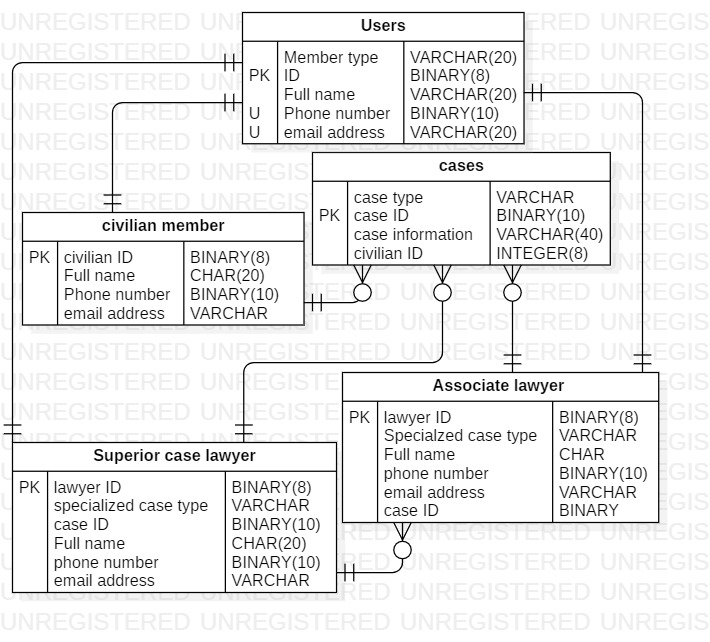 Users
Member type VARCHAR(20)
PK ID BINARY(8)
Full name VARCHAR(20)
U Phone number BINARY(10)
U email address VARCHAR(20)
cases
case type VARCHAR
PK case ID BINARY(10)
case information VARCHAR(40)
civilian ID INTEGER(8)
civilian member
PK civilian ID BINARY(8)
Full name CHAR(20)
Phone number BINARY(10)
email address VARCHAR
Associate lawyer
PK lawyer ID BINARY(8)
Specialzed case type VARCHAR
Full name CHAR
phone number BINARY(10)
email address VARCHAR
case ID BINARY
Superior case lawyer
PK lawyer ID BINARY(8)
specialized case type VARCHAR
case ID BINARY(10)
Full name CHAR(20)
phone number BINARY(10)
email address VARCHAR
UNREGISTERED